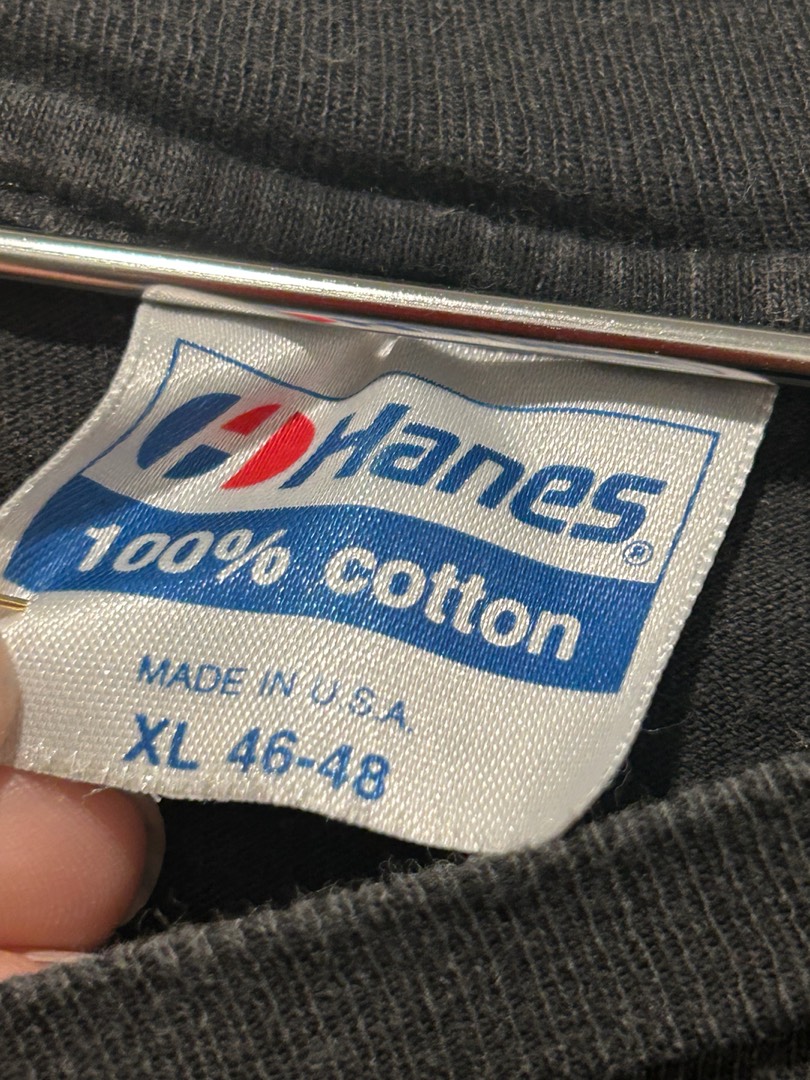 Hanes®
100% cotton
MADE IN U.S.A.
XL 46-48